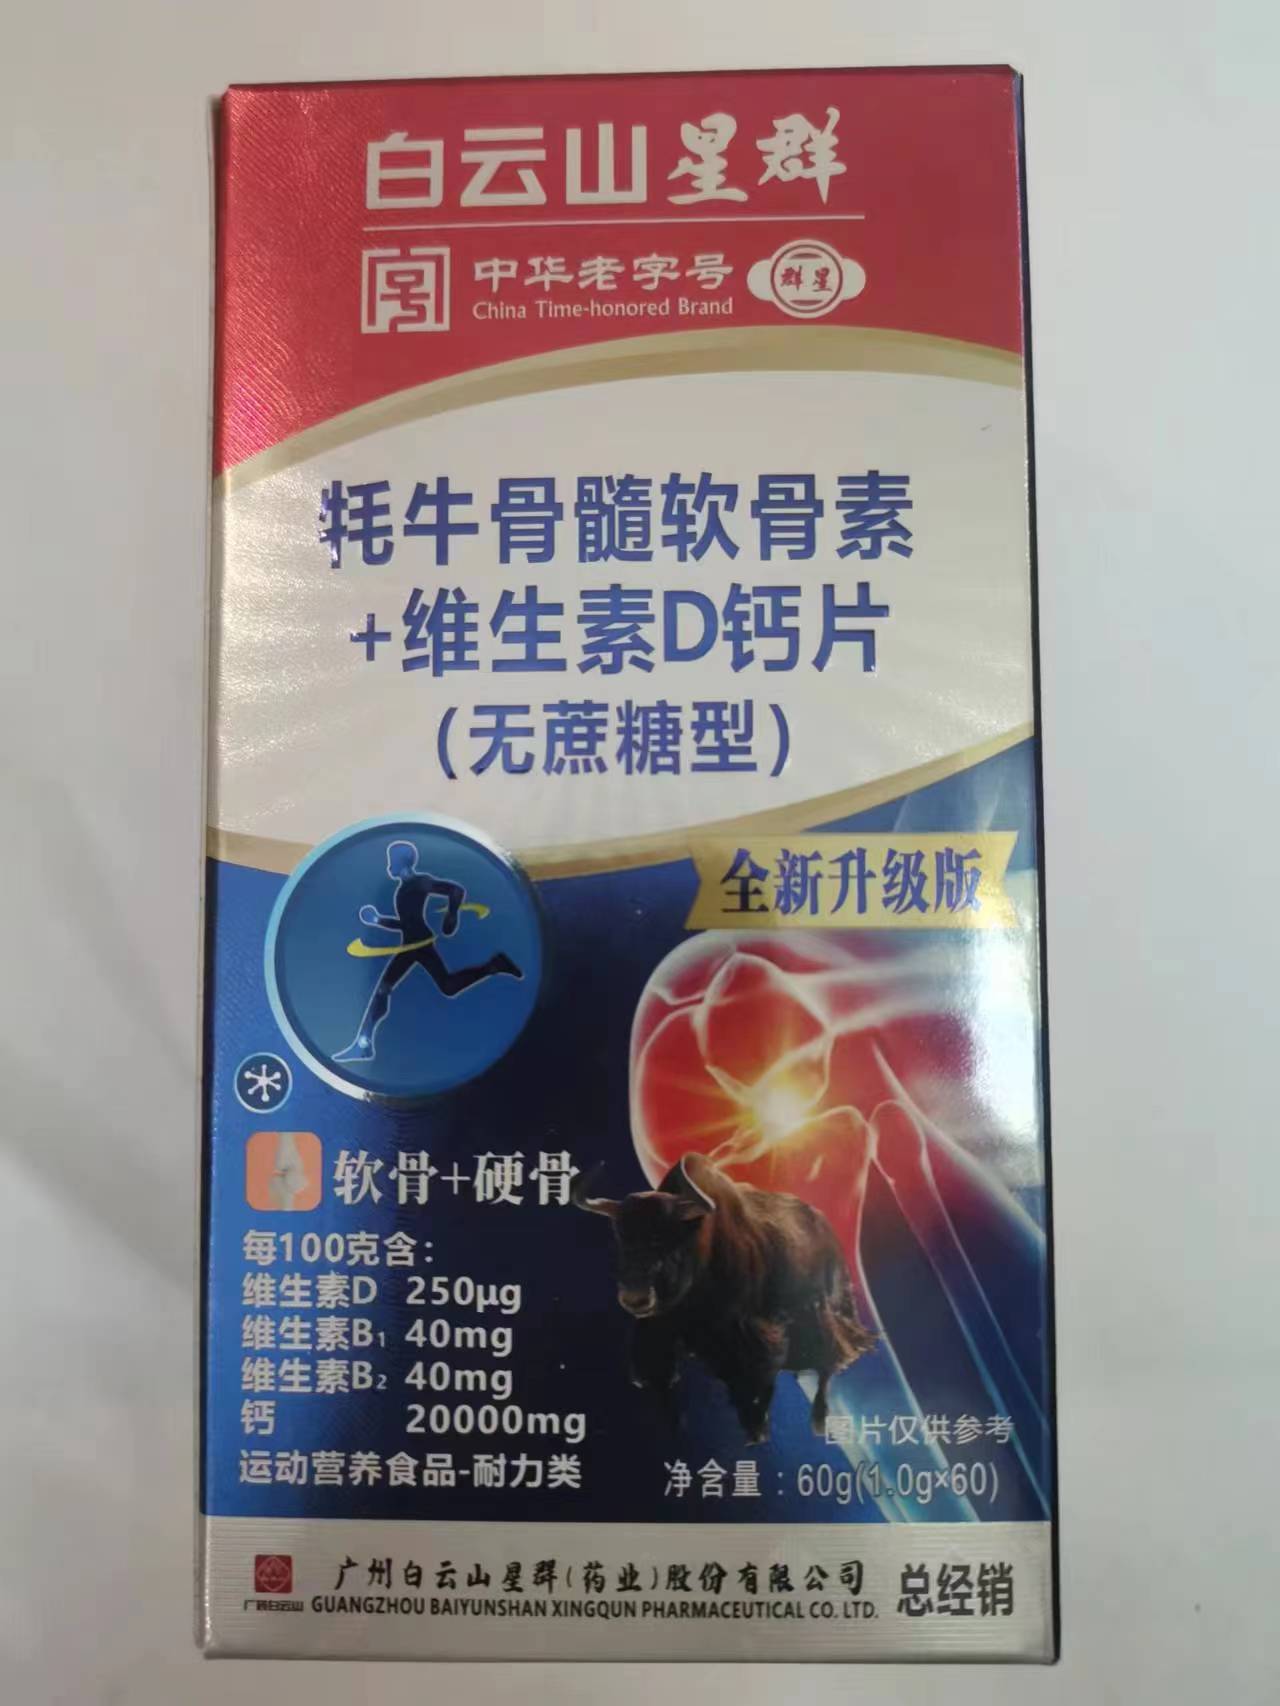 白云山星群
中华老字号
China Time-honored Brand
群星
牦牛骨髓软骨素
+维生素D钙片
(无蔗糖型)
全新升级版
软骨+硬骨
每100克含：
维生素D 250μg
维生素B₁ 40mg
维生素B₂ 40mg
钙 20000mg
运动营养食品-耐力类
图片仅供参考
净含量：60g(1.0g×60)
广药白云山
广州白云山星群(药业)股份有限公司
GUANGZHOU BAIYUNSHAN XINGQUN PHARMACEUTICAL CO. LTD.
总经销